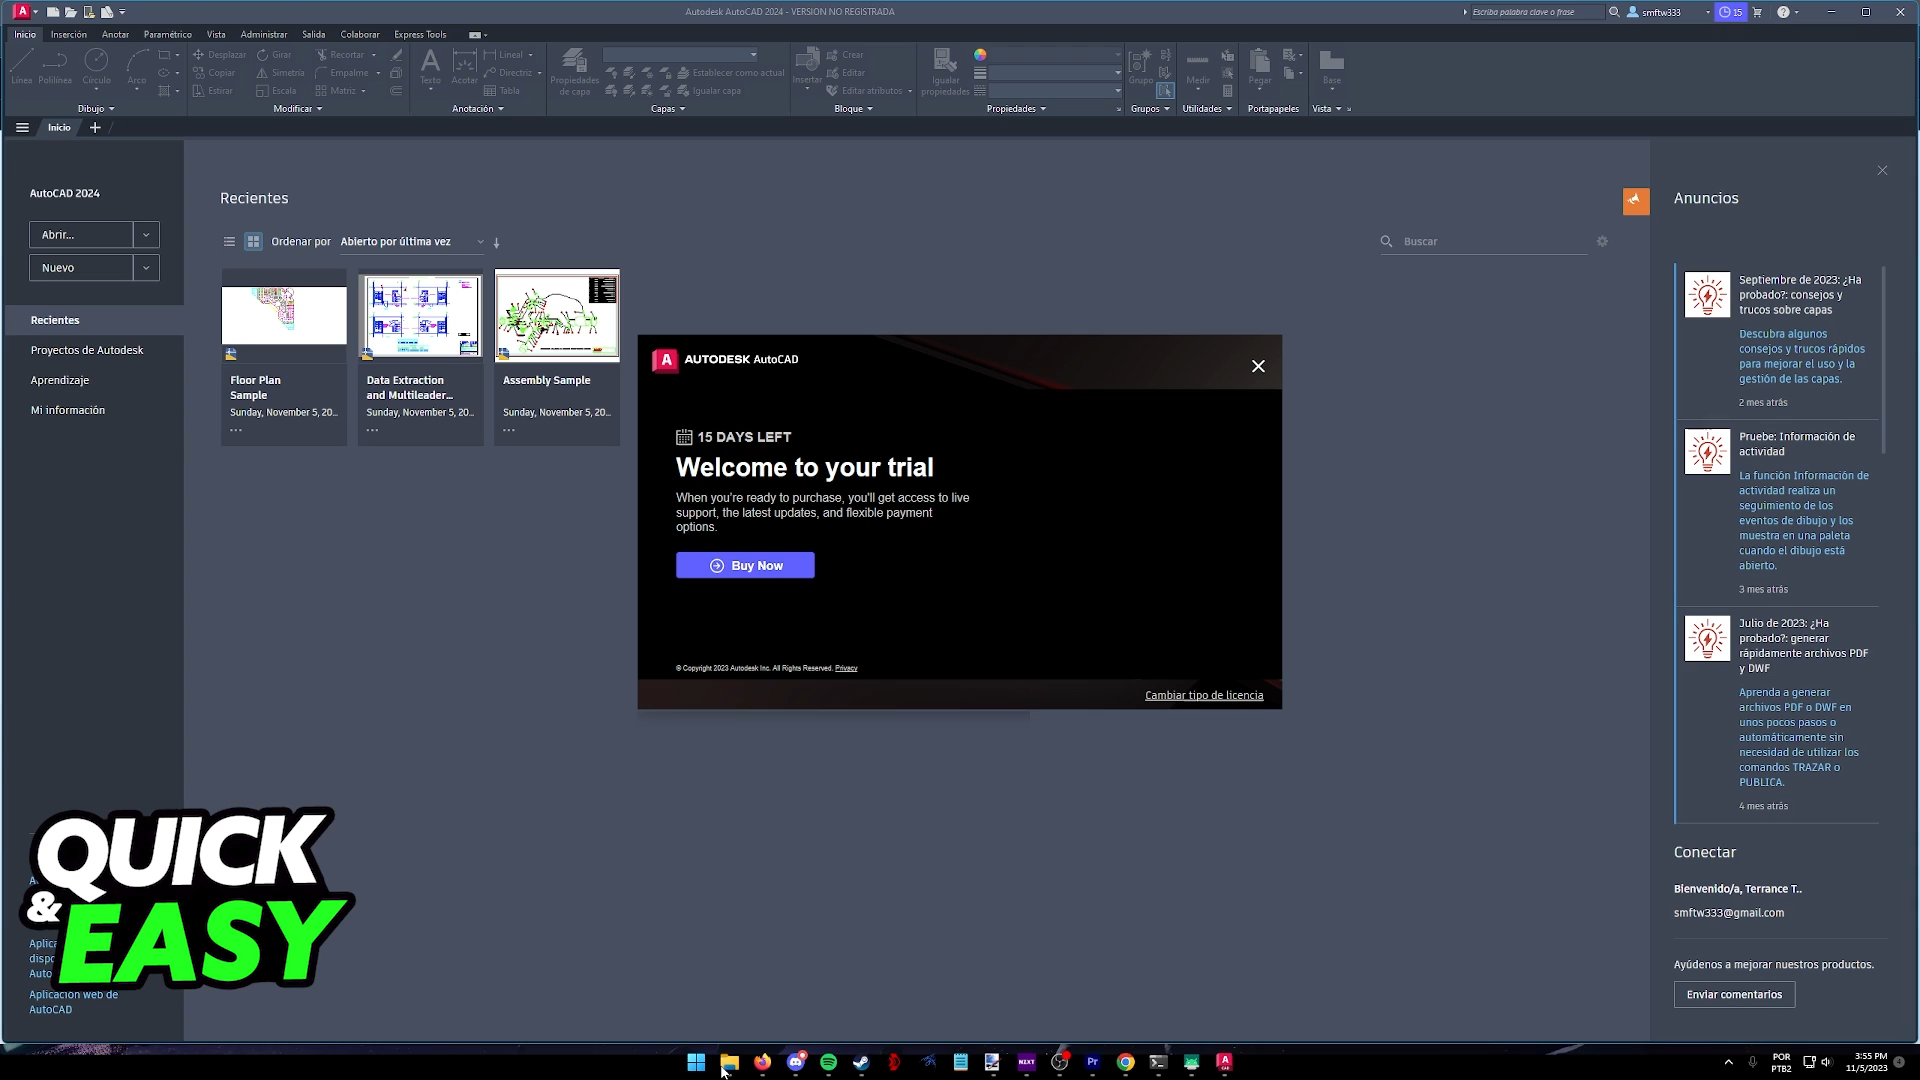 Autodesk AutoCAD 2024 - VERSION NO REGISTRADA
Escriba palabra clave o frase
smftw333
15
Inicio
Inserción
Anotar
Paramétrico
Vista
Administrar
Salida
Colaborar
Express Tools
Línea
Polilínea
Círculo
Arco
Desplazar
Girar
Recortar
Copiar
Simetría
Empalme
Estirar
Escala
Matriz
Texto
Acotar
Lineal
Directriz
Tabla
Propiedades
de capa
Establecer como actual
Igualar capa
Insertar
Crear
Editar
Editar atributos
Igualar
propiedades
Grupo
Medir
Pegar
Base
Dibujo
Modificar
Anotación
Capas
Bloque
Propiedades
Grupos
Utilidades
Portapapeles
Vista
Inicio
AutoCAD 2024
Abrir...
Nuevo
Recientes
Proyectos de Autodesk
Aprendizaje
Mi información
Recientes
Ordenar por
Abierto por última vez
Buscar
Floor Plan
Sample
Sunday, November 5, 20...
...
Data Extraction
and Multileader...
Sunday, November 5, 20...
...
Assembly Sample
Sunday, November 5, 20...
...
A AUTODESK AutoCAD
15 DAYS LEFT
Welcome to your trial
When you're ready to purchase, you'll get access to live
support, the latest updates, and flexible payment
options.
Buy Now
© Copyright 2023 Autodesk Inc. All Rights Reserved. Privacy
Cambiar tipo de licencia
Anuncios
Septiembre de 2023: ¿Ha
probado?: consejos y
trucos sobre capas
Descubra algunos
consejos y trucos rápidos
para mejorar el uso y la
gestión de las capas.
2 mes atrás
Pruebe: Información de
actividad
La función Información de
actividad realiza un
seguimiento de los
eventos de dibujo y los
muestra en una paleta
cuando el dibujo está
abierto.
3 mes atrás
Julio de 2023: ¿Ha
probado?: generar
rápidamente archivos PDF
y DWF
Aprenda a generar
archivos PDF o DWF en
unos pocos pasos o
automáticamente sin
necesidad de utilizar los
comandos TRAZAR o
PUBLICA.
4 mes atrás
Conectar
Bienvenido/a, Terrance T..
smftw333@gmail.com
Ayúdenos a mejorar nuestros productos.
Enviar comentarios
QUICK
& EASY
Aplicación web de
AutoCAD
POR
PTB2
3:55 PM
11/5/2023